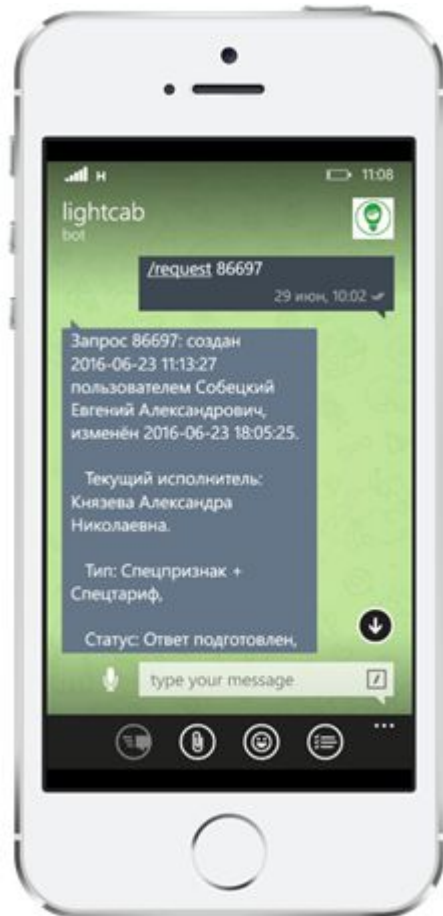 H 11:08
lightcab
bot
/request 86697
29 июн, 10:02
Запрос 86697: создан
2016-06-23 11:13:27
пользователем Собецкий
Евгений Александрович,
изменён 2016-06-23 18:05:25.
Текущий исполнитель:
Князева Александра
Николаевна.
Тип: Спецпризнак +
Спецтариф,
Статус: Ответ подготовлен,
type your message